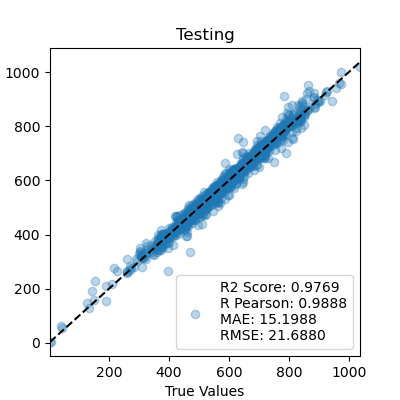 Testing
1000
800
600
400
200
0
R2 Score: 0.9769
R Pearson: 0.9888
MAE: 15.1988
RMSE: 21.6880
200 400 600 800 1000
True Values